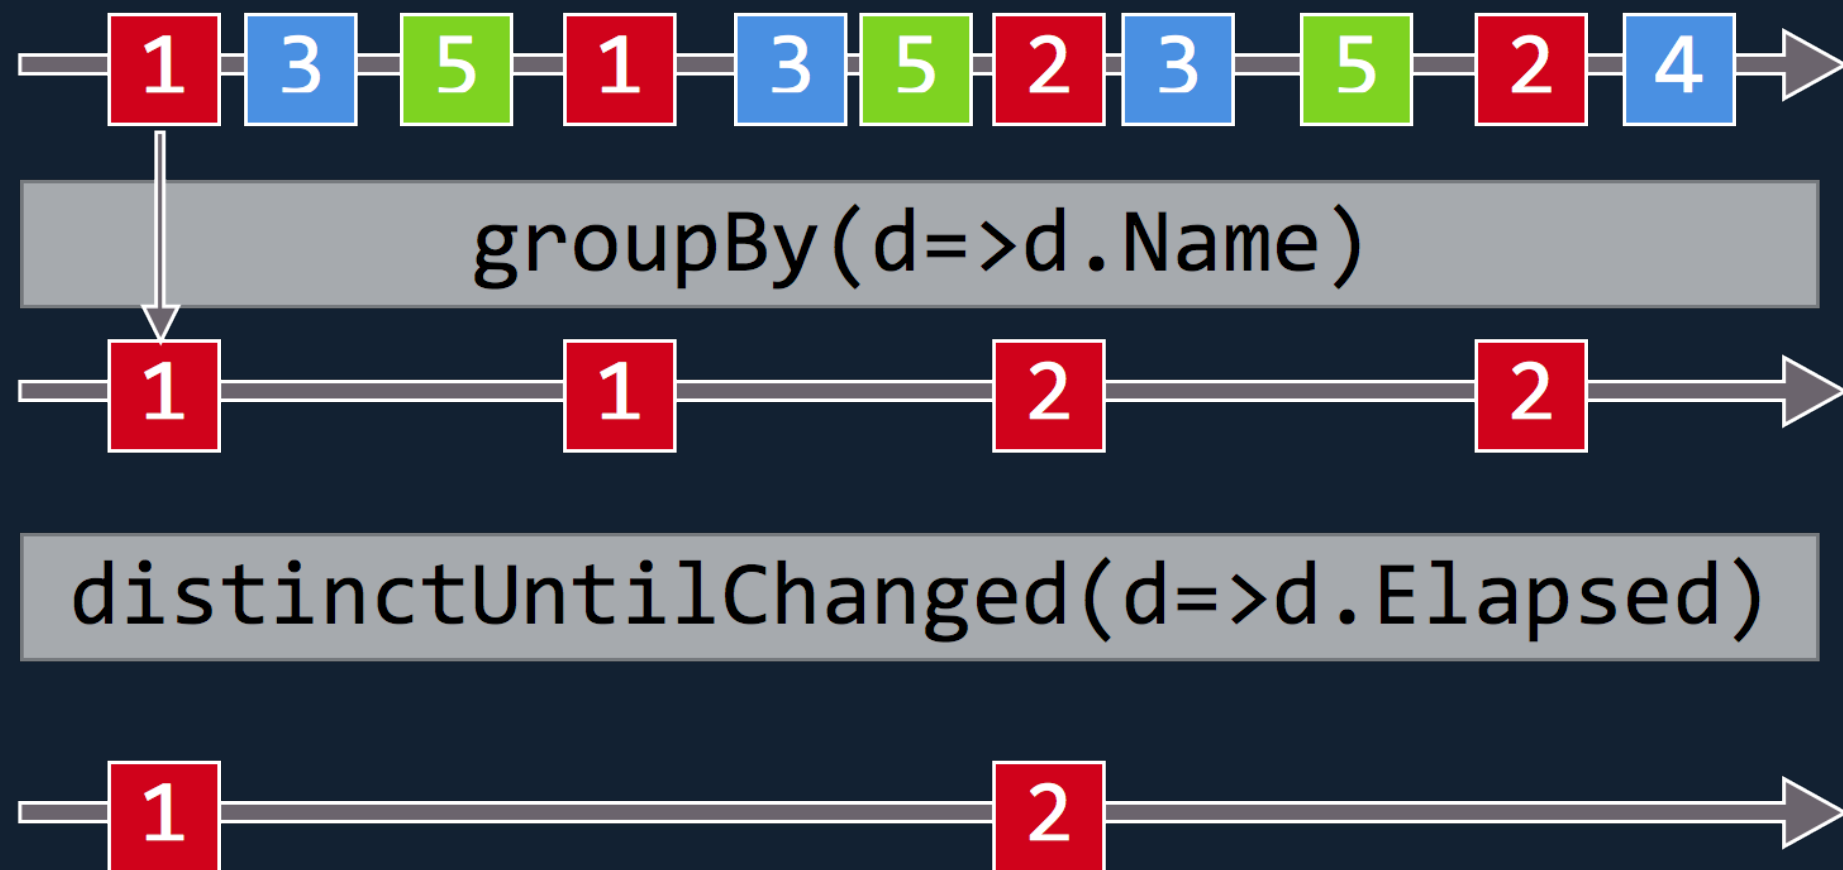 1 3 5 1 3 5 2 3 5 2 4
groupBy(d=>d.Name)
1 1 2 2
distinctUntilChanged(d=>d.Elapsed)
1 2